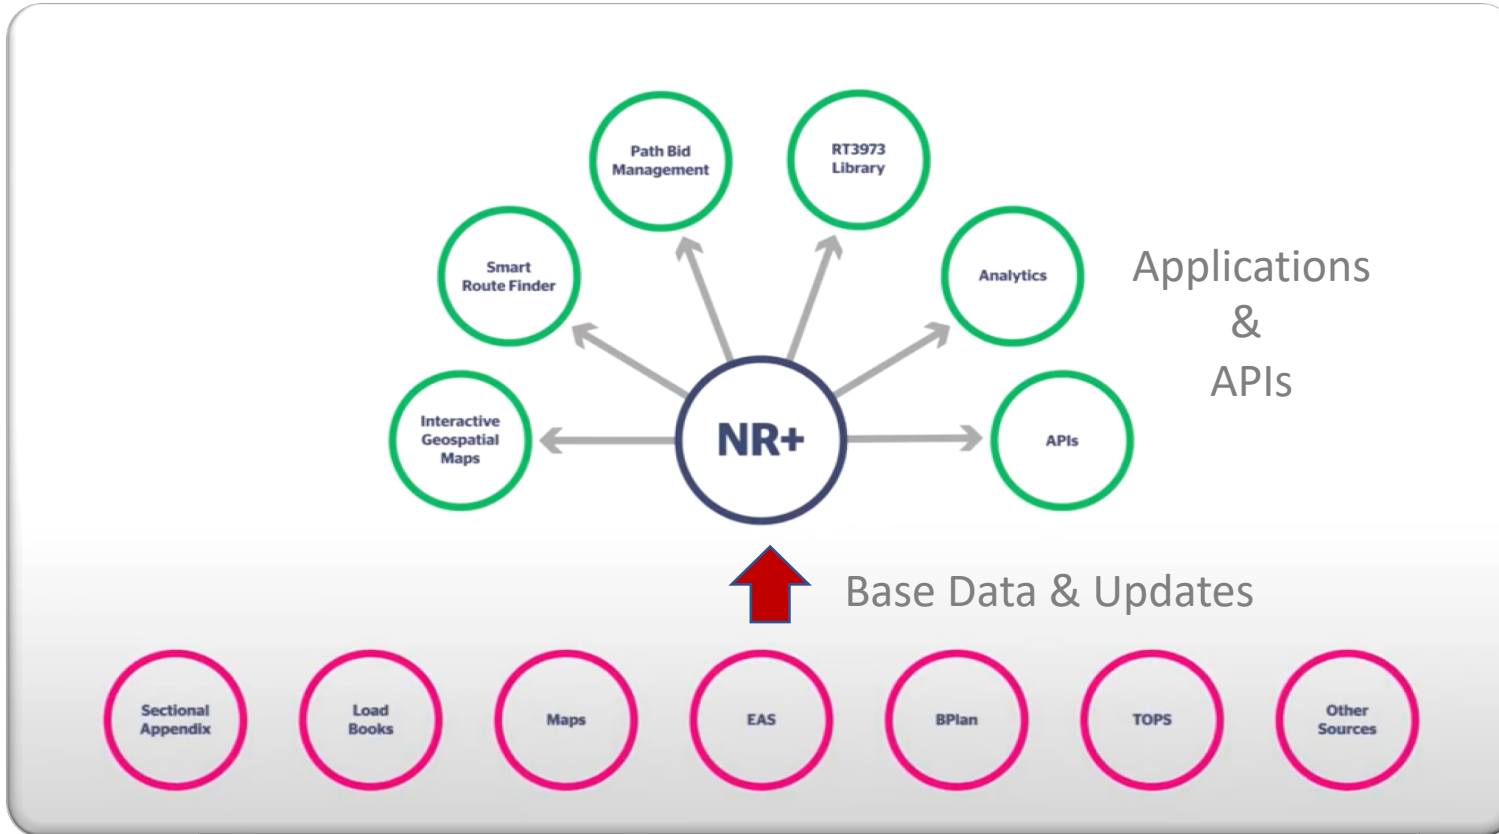 Path Bid
Management
RT3973
Library
Smart
Route Finder
Analytics
Applications
&
APIs
Interactive
Geospatial
Maps
NR+
APIs
Base Data & Updates
Sectional
Appendix
Load
Books
Maps
EAS
BPlan
TOPS
Other
Sources